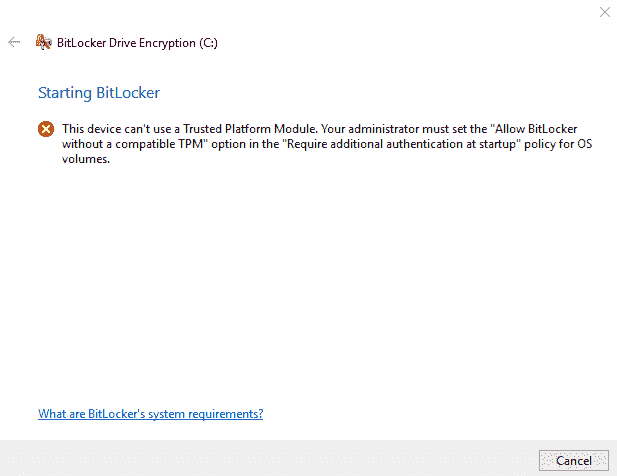 BitLocker Drive Encryption (C:)
Starting BitLocker
This device can't use a Trusted Platform Module. Your administrator must set the "Allow BitLocker
without a compatible TPM" option in the "Require additional authentication at startup" policy for OS
volumes.
What are BitLocker's system requirements?
Cancel